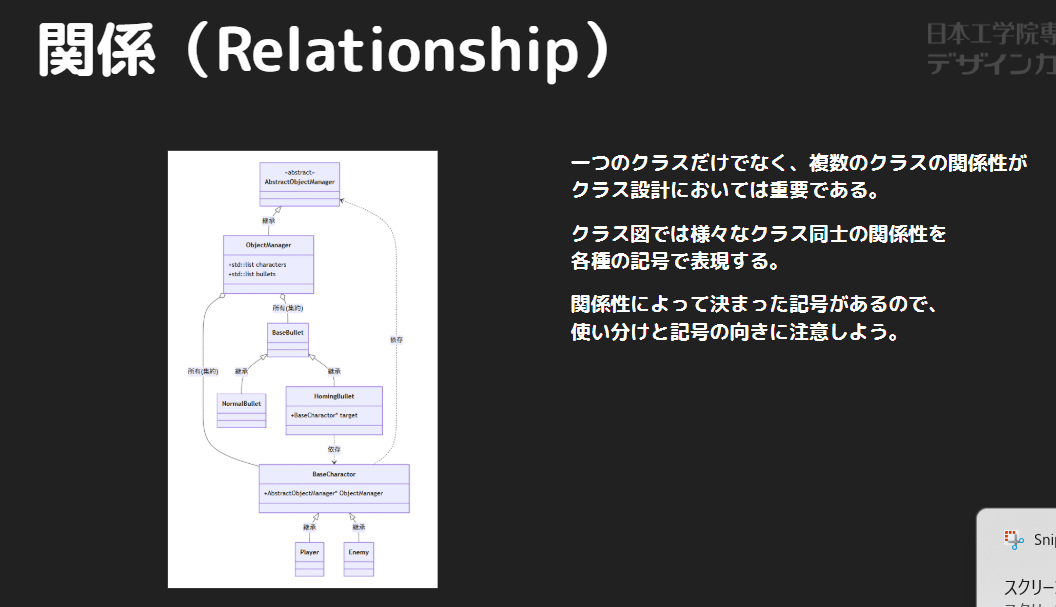 関係（Relationship）
日本工学院専
デザインカ
«abstract»
AbstractObjectManager
継承
ObjectManager
+std::list characters
+std::list bullets
所有(集約)
BaseBullet
依存
所有(集約)
継承
継承
NormalBullet
HomingBullet
+BaseCharactor* target
依存
BaseCharactor
+AbstractObjectManager* ObjectManager
継承
継承
Player
Enemy
一つのクラスだけでなく、複数のクラスの関係性が
クラス設計においては重要である。
クラス図では様々なクラス同士の関係性を
各種の記号で表現する。
関係性によって決まった記号があるので、
使い分けと記号の向きに注意しよう。
Snip
スクリー